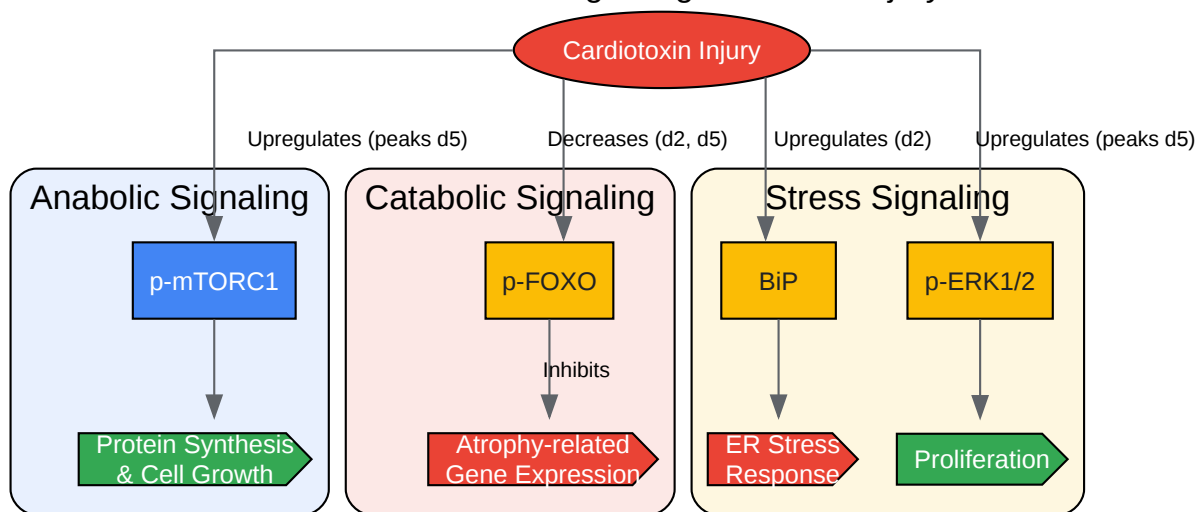 Cardiotoxin Injury
Upregulates (peaks d5)
Decreases (d2, d5)
Upregulates (d2)
Upregulates (peaks d5)
Anabolic Signaling
Catabolic Signaling
Stress Signaling
p-mTORC1
p-FOXO
BiP
p-ERK1/2
Inhibits
Protein Synthesis
& Cell Growth
Atrophy-related
Gene Expression
ER Stress
Response
Proliferation